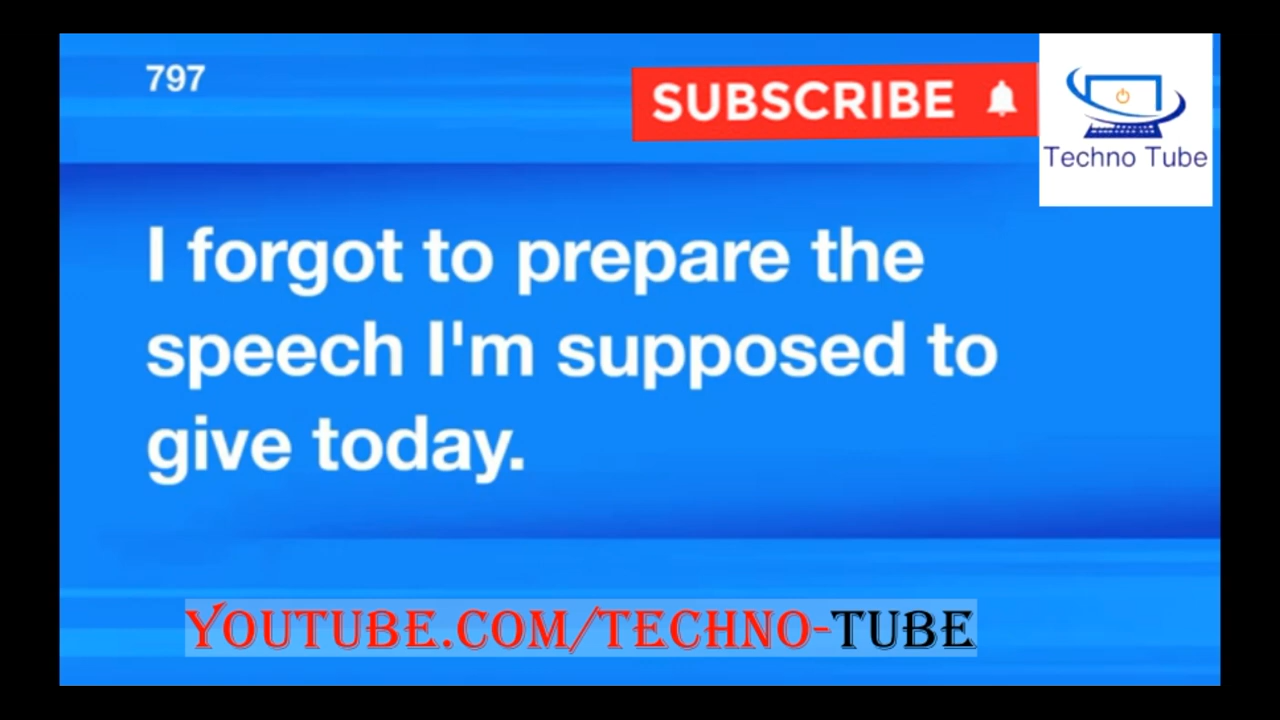 797
SUBSCRIBE
Techno Tube
I forgot to prepare the
speech I'm supposed to
give today.
YOUTUBE.COM/TECHNO-TUBE